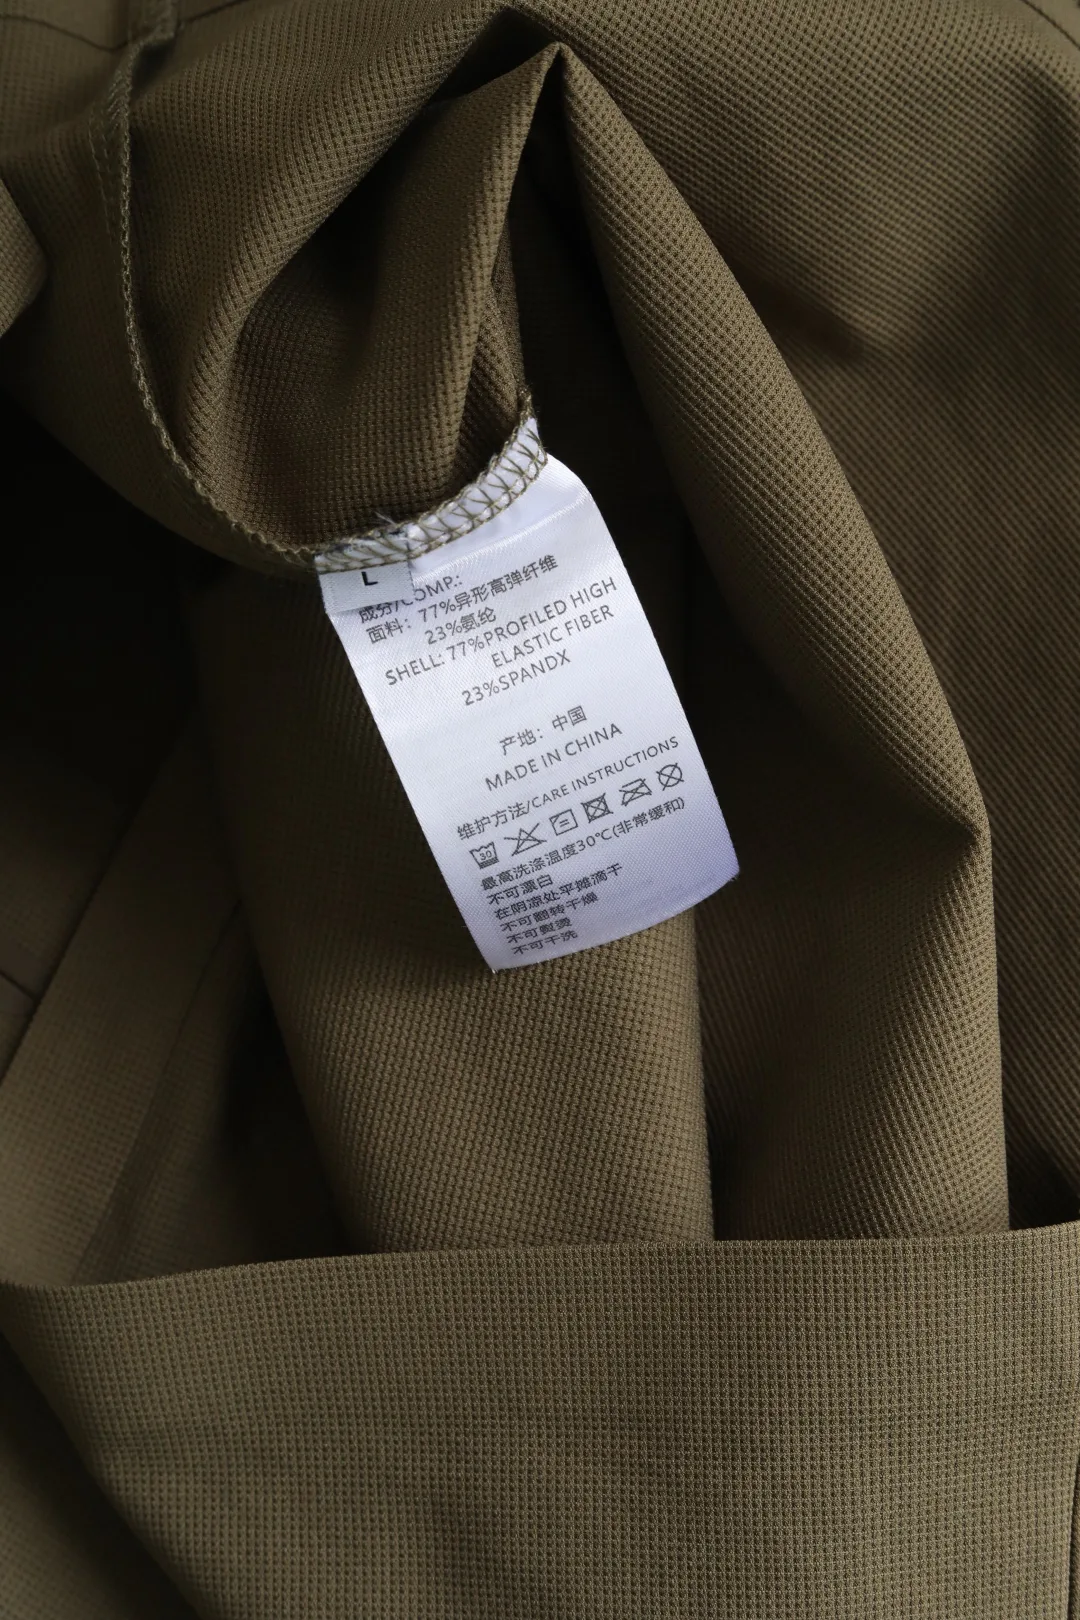 L
成分/COMP.:
面料：77%异形高弹纤维
23%氨纶
SHELL: 77%PROFILED HIGH
ELASTIC FIBER
23%SPANDX
产地：中国
MADE IN CHINA
维护方法/CARE INSTRUCTIONS
30
最高洗涤温度30℃(非常缓和)
不可漂白
在阴凉处平摊滴干
不可翻转干燥
不可熨烫
不可干洗